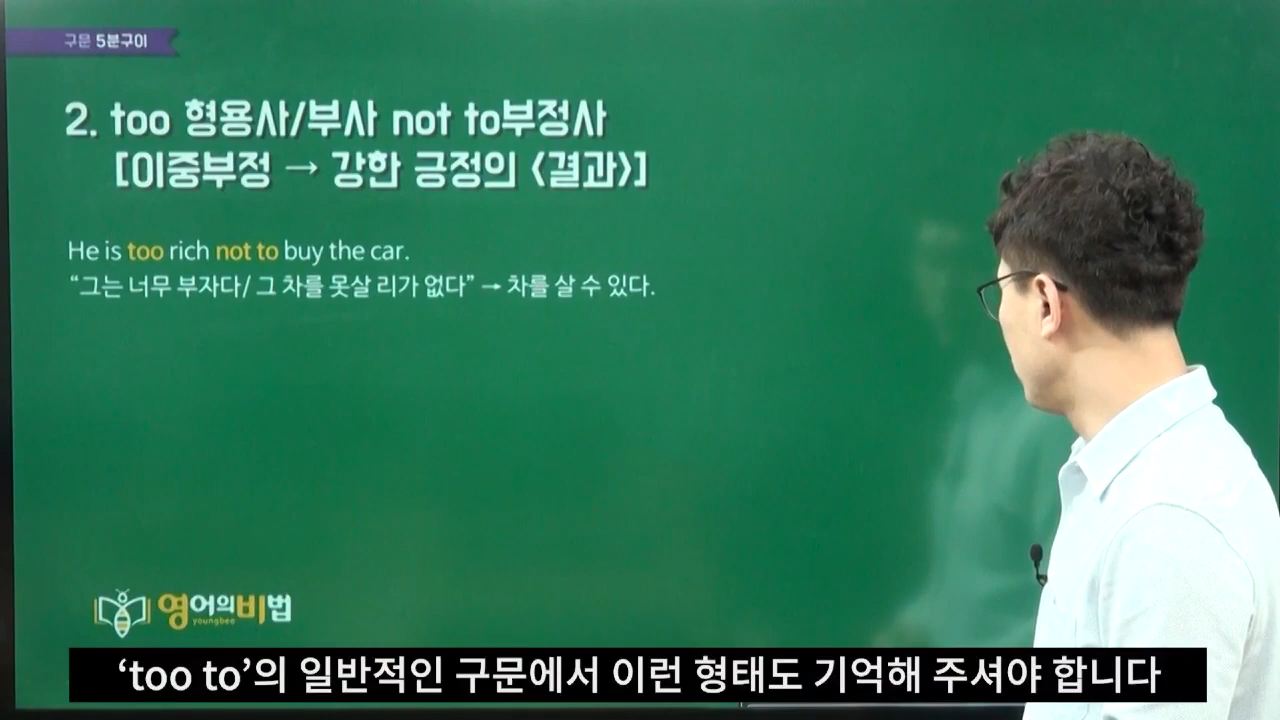 구문 5분구이
2. too 형용사/부사 not to부정사
[이중부정 → 강한 긍정의 <결과>]
He is too rich not to buy the car.
“그는 너무 부자다/ 그 차를 못살 리가 없다” → 차를 살 수 있다.
영어의비법
youngbee
‘too to’의 일반적인 구문에서 이런 형태도 기억해 주셔야 합니다